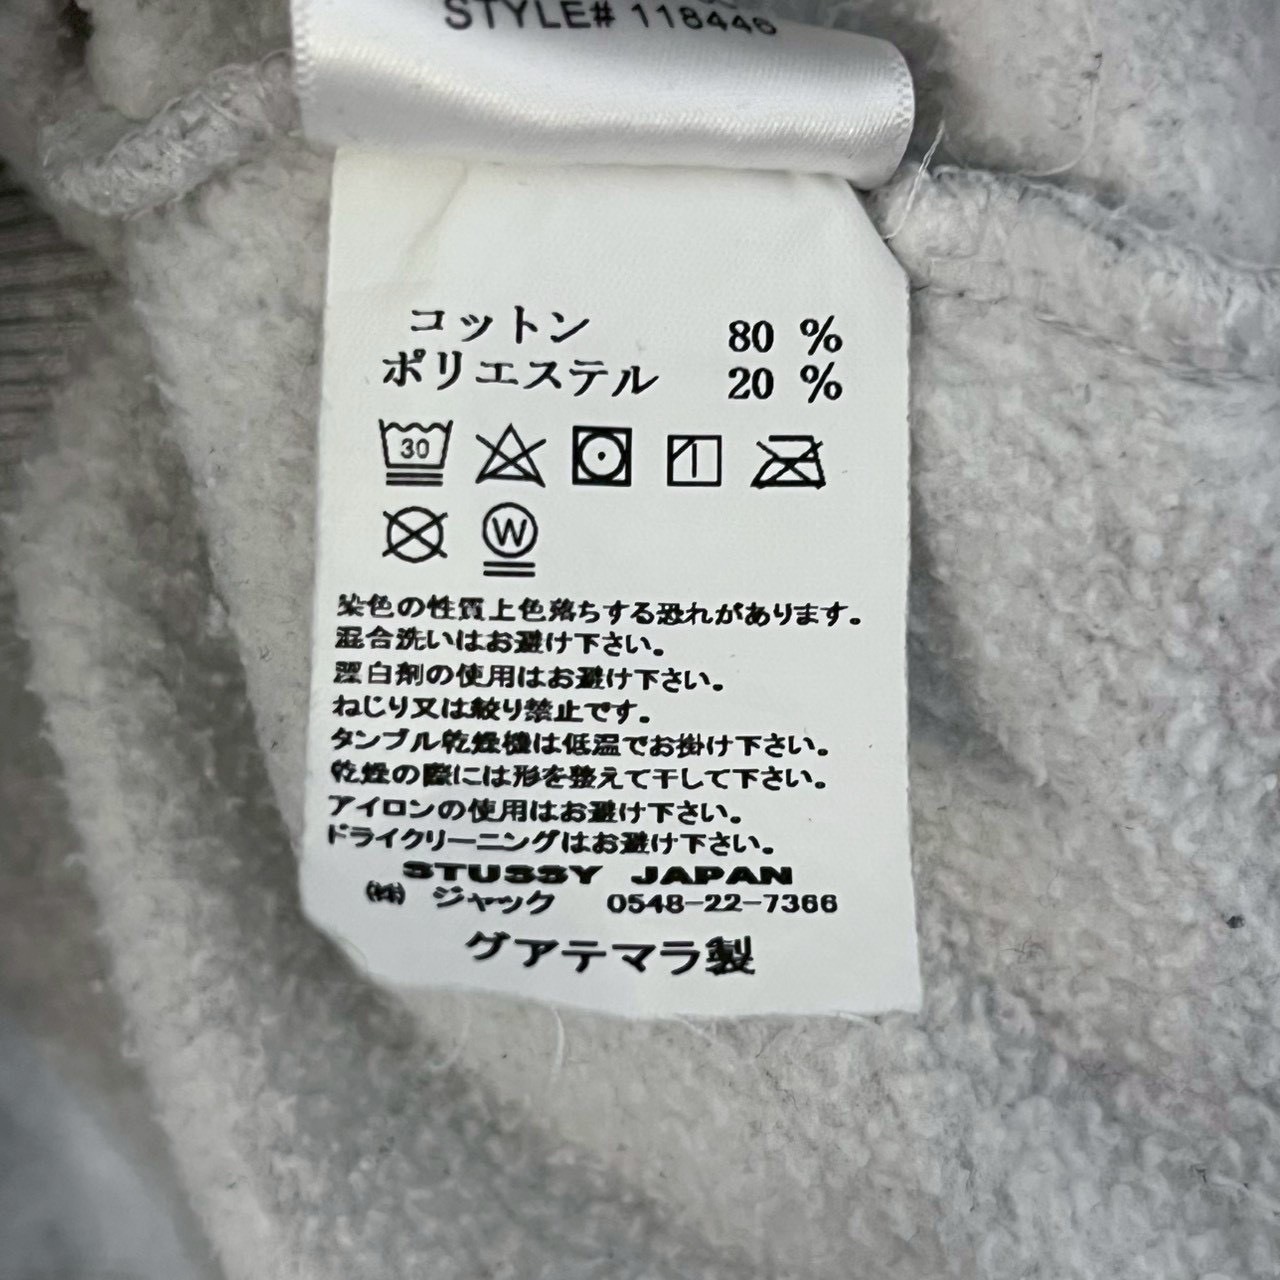 STYLE# 118446
コットン 80 %
ポリエステル 20 %
30
W
染色の性質上色落ちする恐れがあります。
混合洗いはお避け下さい。
漂白剤の使用はお避け下さい。
ねじり又は絞り禁止です。
タンブル乾燥機は低温でお掛け下さい。
乾燥の際には形を整えて干して下さい。
アイロンの使用はお避け下さい。
ドライクリーニングはお避け下さい。
STUSSY JAPAN
㈱ ジャック 0548-22-7366
グアテマラ製